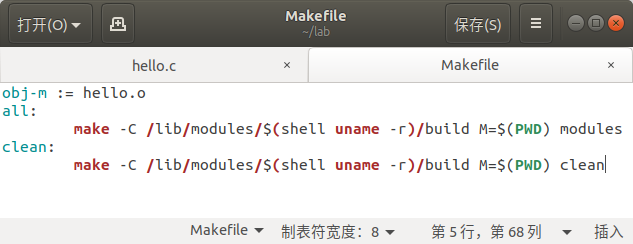 打开(O)
Makefile
~/lab
保存(S)
hello.c
Makefile
obj-m := hello.o
all:
        make -C /lib/modules/$(shell uname -r)/build M=$(PWD) modules
clean:
        make -C /lib/modules/$(shell uname -r)/build M=$(PWD) clean
Makefile 制表符宽度：8 第 5 行，第 68 列 插入